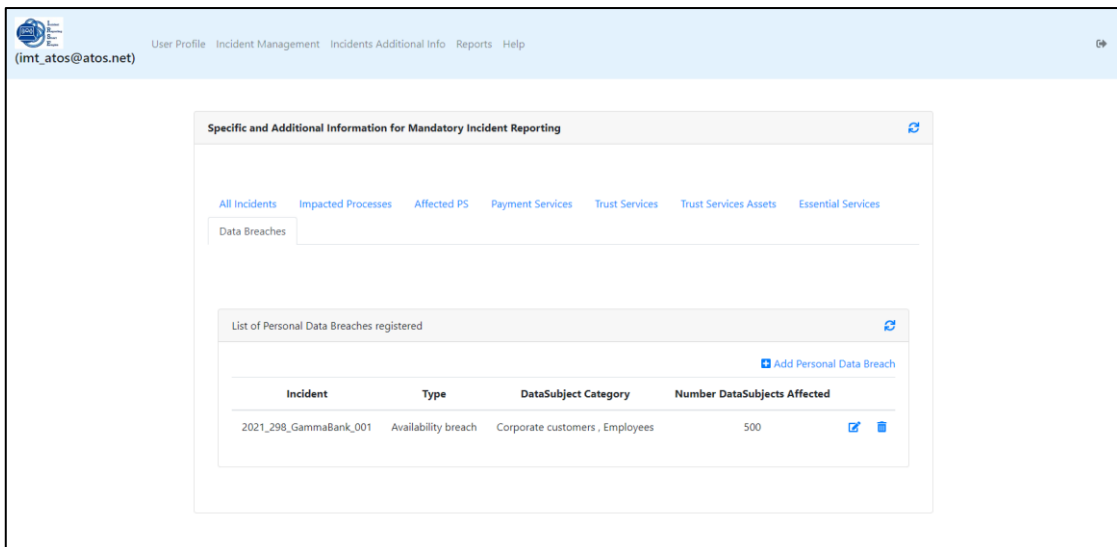 (imt_atos@atos.net)
User Profile Incident Management Incidents Additional Info Reports Help
Specific and Additional Information for Mandatory Incident Reporting
All Incidents Impacted Processes Affected PS Payment Services Trust Services Trust Services Assets Essential Services
Data Breaches
List of Personal Data Breaches registered
Add Personal Data Breach
Incident Type DataSubject Category Number DataSubjects Affected
2021_298_GammaBank_001 Availability breach Corporate customers , Employees 500